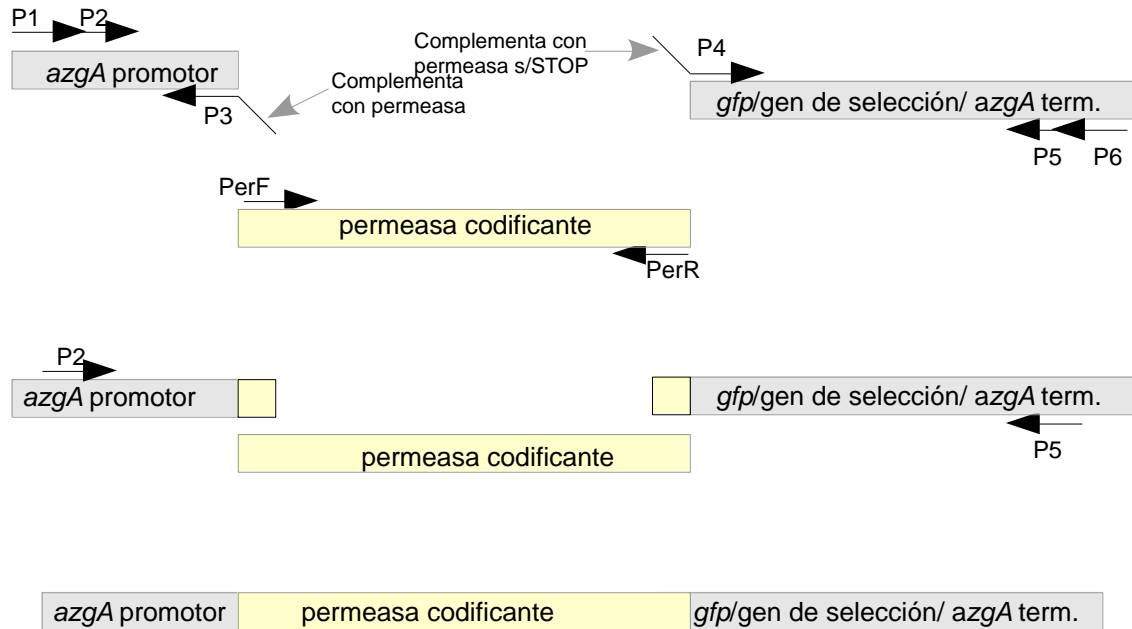 P1 P2
azgA promotor
P3
Complementa
con permeasa
Complementa con
permeasa s/STOP
P4
gfp/gen de selección/ azgA term.
P5 P6
PerF
permeasa codificante
PerR
P2
azgA promotor
gfp/gen de selección/ azgA term.
P5
permeasa codificante
azgA promotor permeasa codificante gfp/gen de selección/ azgA term.